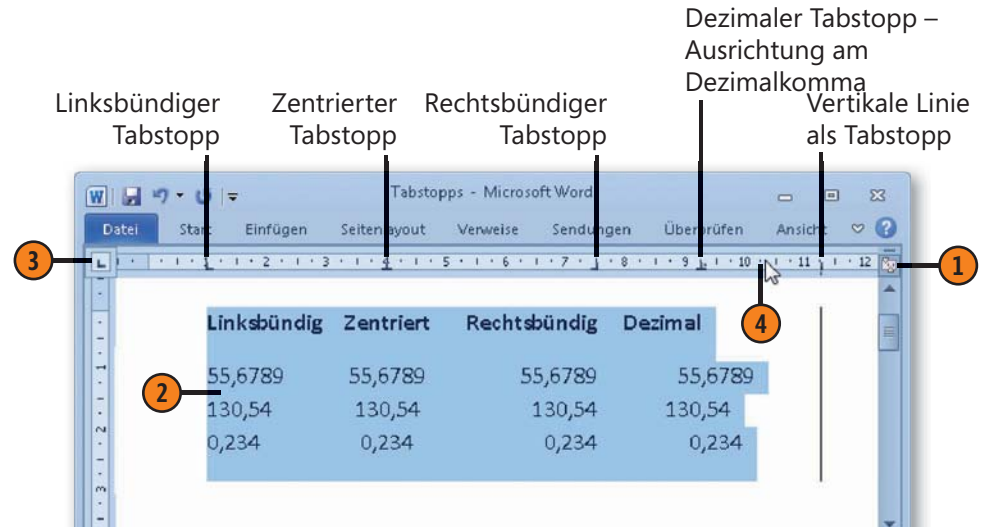 Dezimaler Tabstopp –
Ausrichtung am
Dezimalkomma
Linksbündiger
Tabstopp
Zentrierter
Tabstopp
Rechtsbündiger
Tabstopp
Vertikale Linie
als Tabstopp
W
Tabstopps - Microsoft Word
Datei Start Einfügen Seitenlayout Verweise Sendungen Überprüfen Ansicht ?
3
2 3 5 6 7 8 9 10 11 12
1
Linksbündig Zentriert Rechtsbündig Dezimal
4
55,6789 55,6789 55,6789 55,6789
2
130,54 130,54 130,54 130,54
0,234 0,234 0,234 0,234
1
2
3